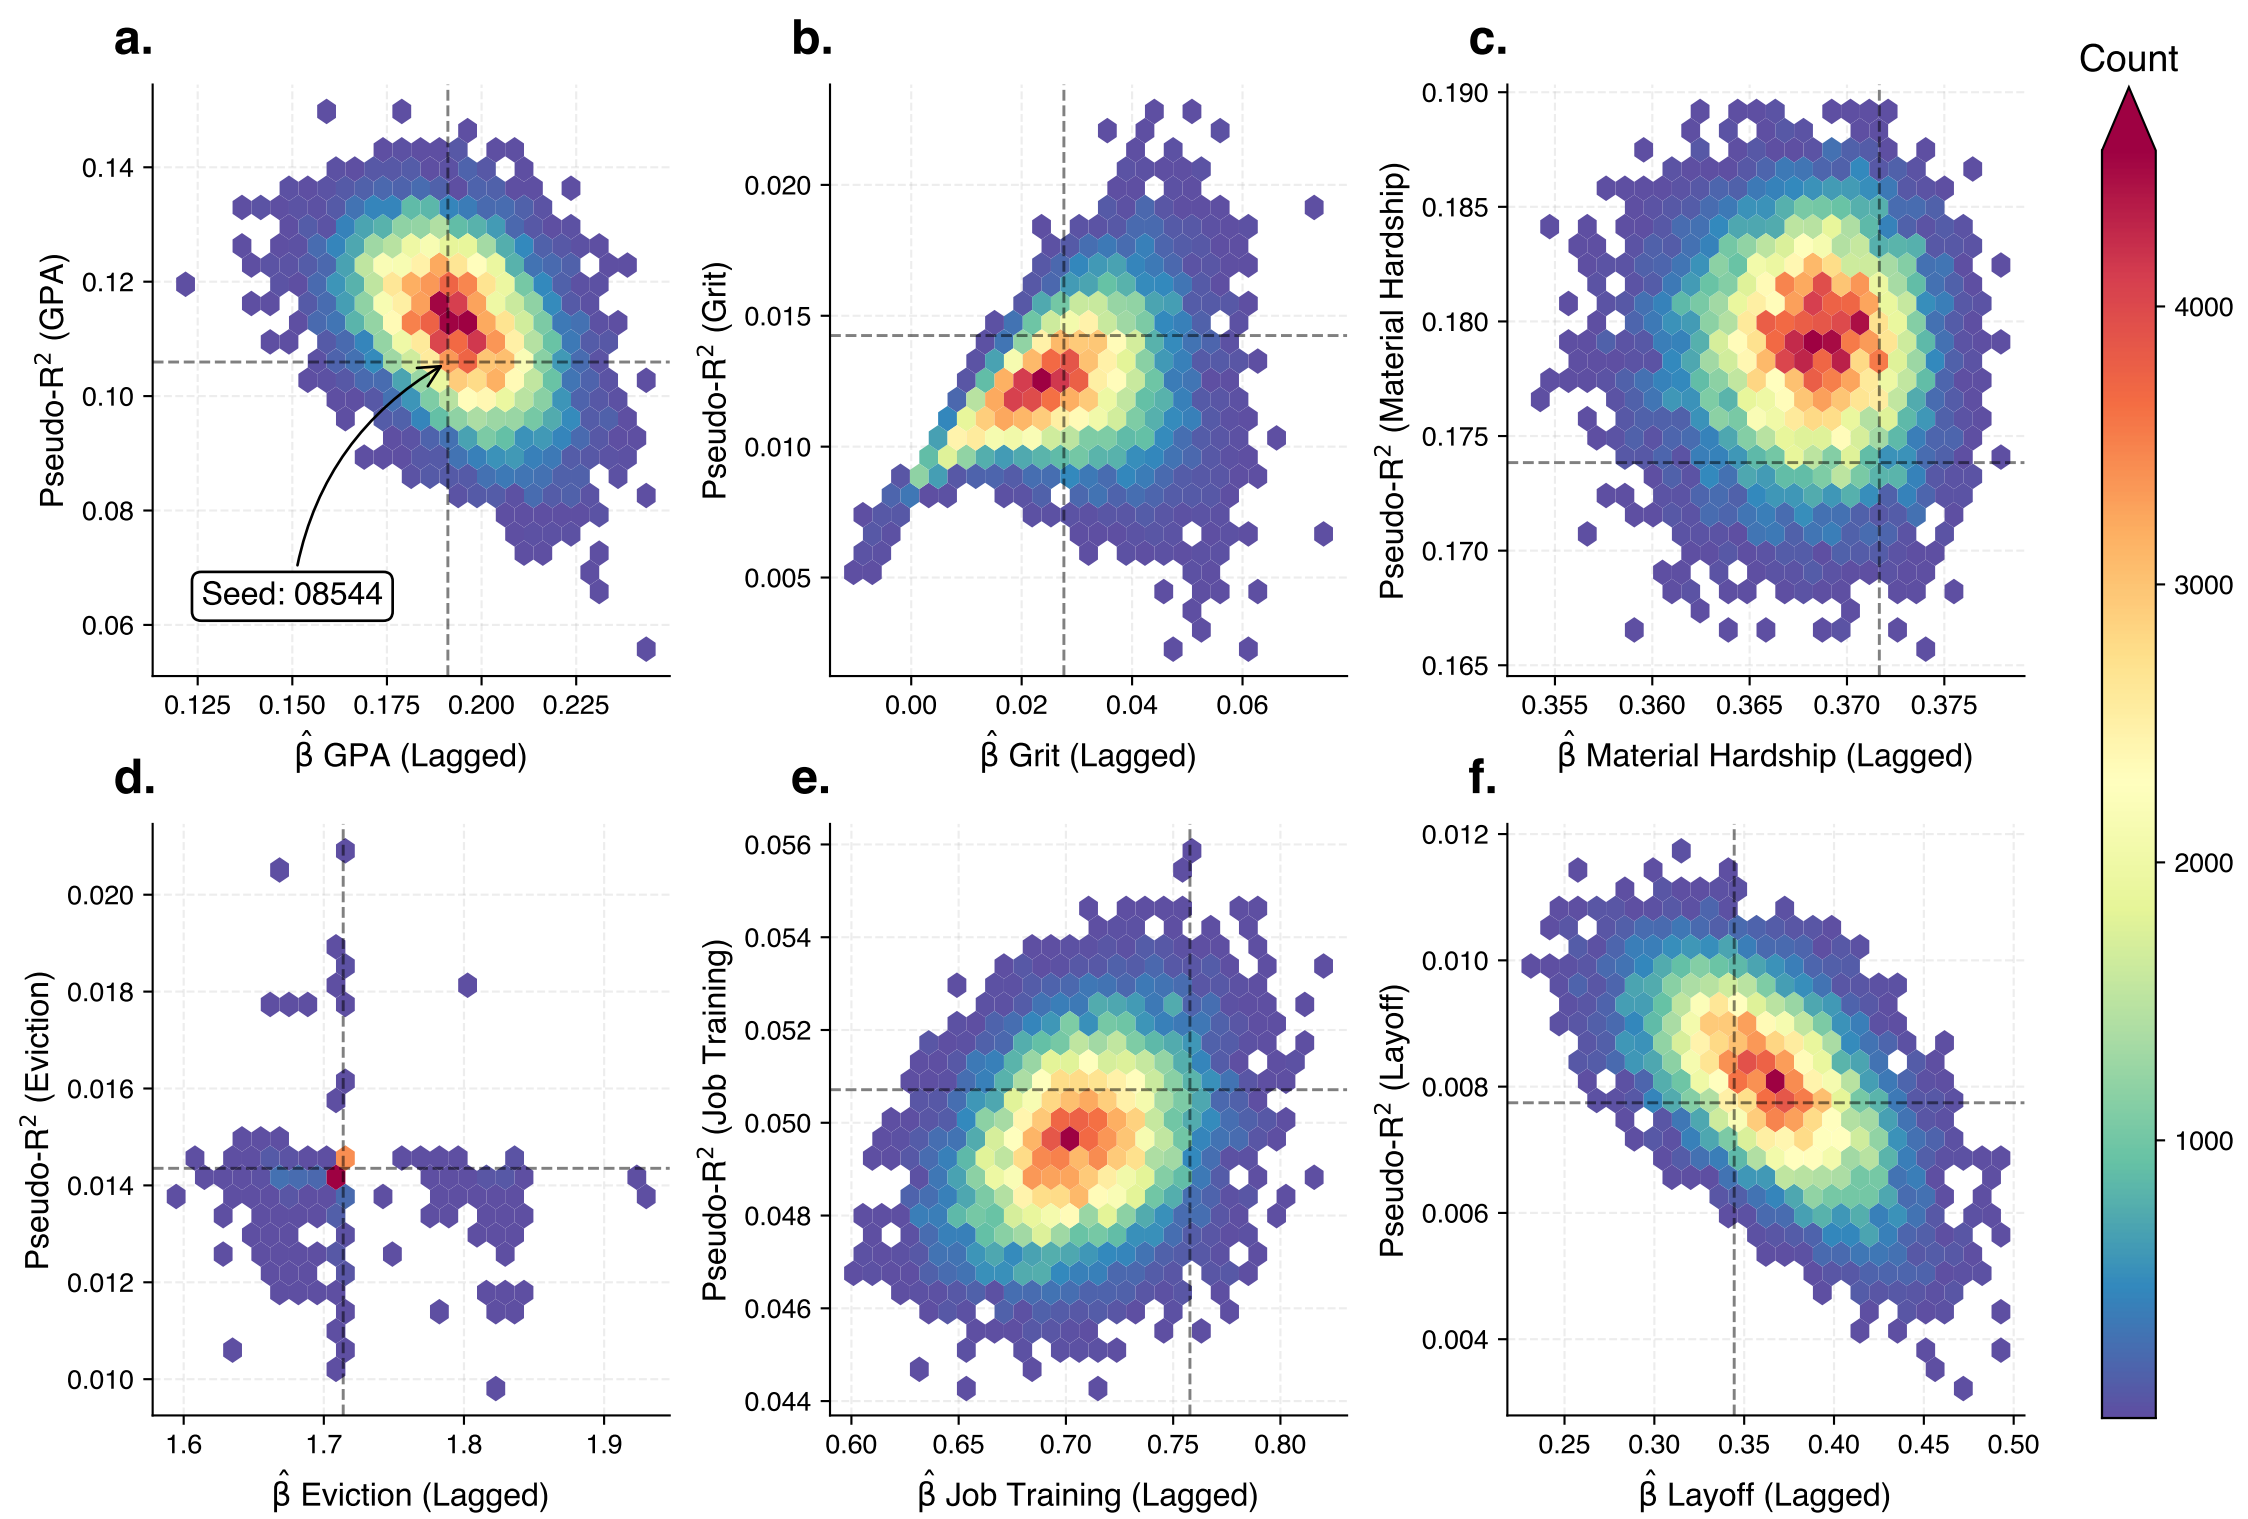 a.
Pseudo-R² (GPA)
0.14
0.12
0.10
0.08
0.06
Seed: 08544
0.125 0.150 0.175 0.200 0.225
β̂ GPA (Lagged)
b.
Pseudo-R² (Grit)
0.020
0.015
0.010
0.005
0.00 0.02 0.04 0.06
β̂ Grit (Lagged)
c.
Pseudo-R² (Material Hardship)
0.190
0.185
0.180
0.175
0.170
0.165
0.355 0.360 0.365 0.370 0.375
β̂ Material Hardship (Lagged)
Count
4000
3000
2000
1000
d.
Pseudo-R² (Eviction)
0.020
0.018
0.016
0.014
0.012
0.010
1.6 1.7 1.8 1.9
β̂ Eviction (Lagged)
e.
Pseudo-R² (Job Training)
0.056
0.054
0.052
0.050
0.048
0.046
0.044
0.60 0.65 0.70 0.75 0.80
β̂ Job Training (Lagged)
f.
Pseudo-R² (Layoff)
0.012
0.010
0.008
0.006
0.004
0.25 0.30 0.35 0.40 0.45 0.50
β̂ Layoff (Lagged)